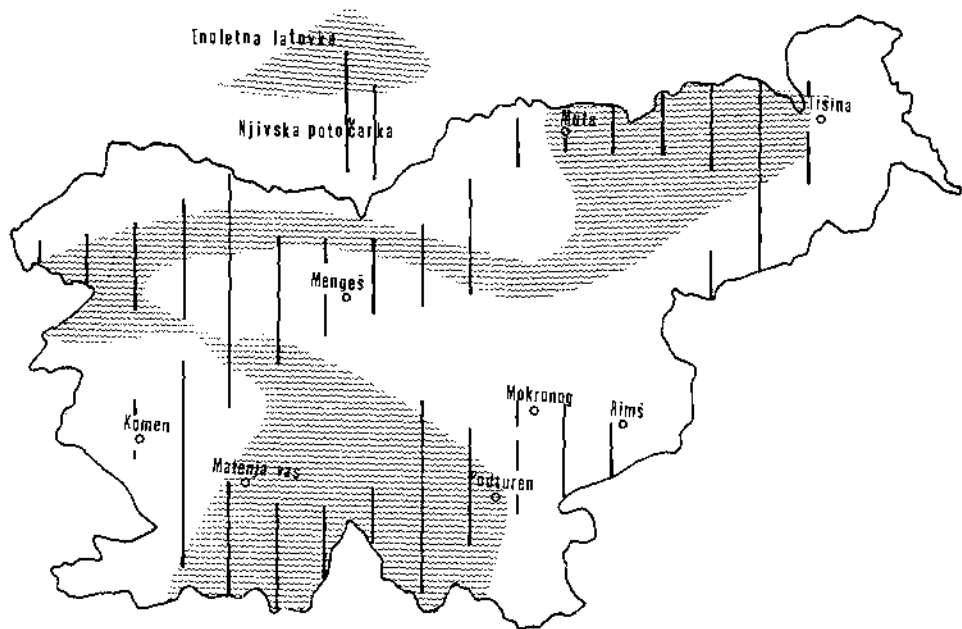 Enoletna latovka
Njivska potočarka
Muta
Tišina
Mengeš
Mokronog
Rimš
Komen
Matenja vas
Podturen